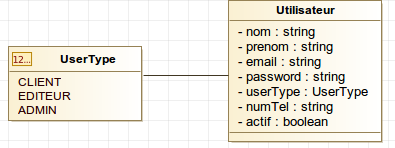 12...
UserType
CLIENT
EDITEUR
ADMIN
Utilisateur
- nom : string
- prenom : string
- email : string
- password : string
- userType : UserType
- numTel : string
- actif : boolean